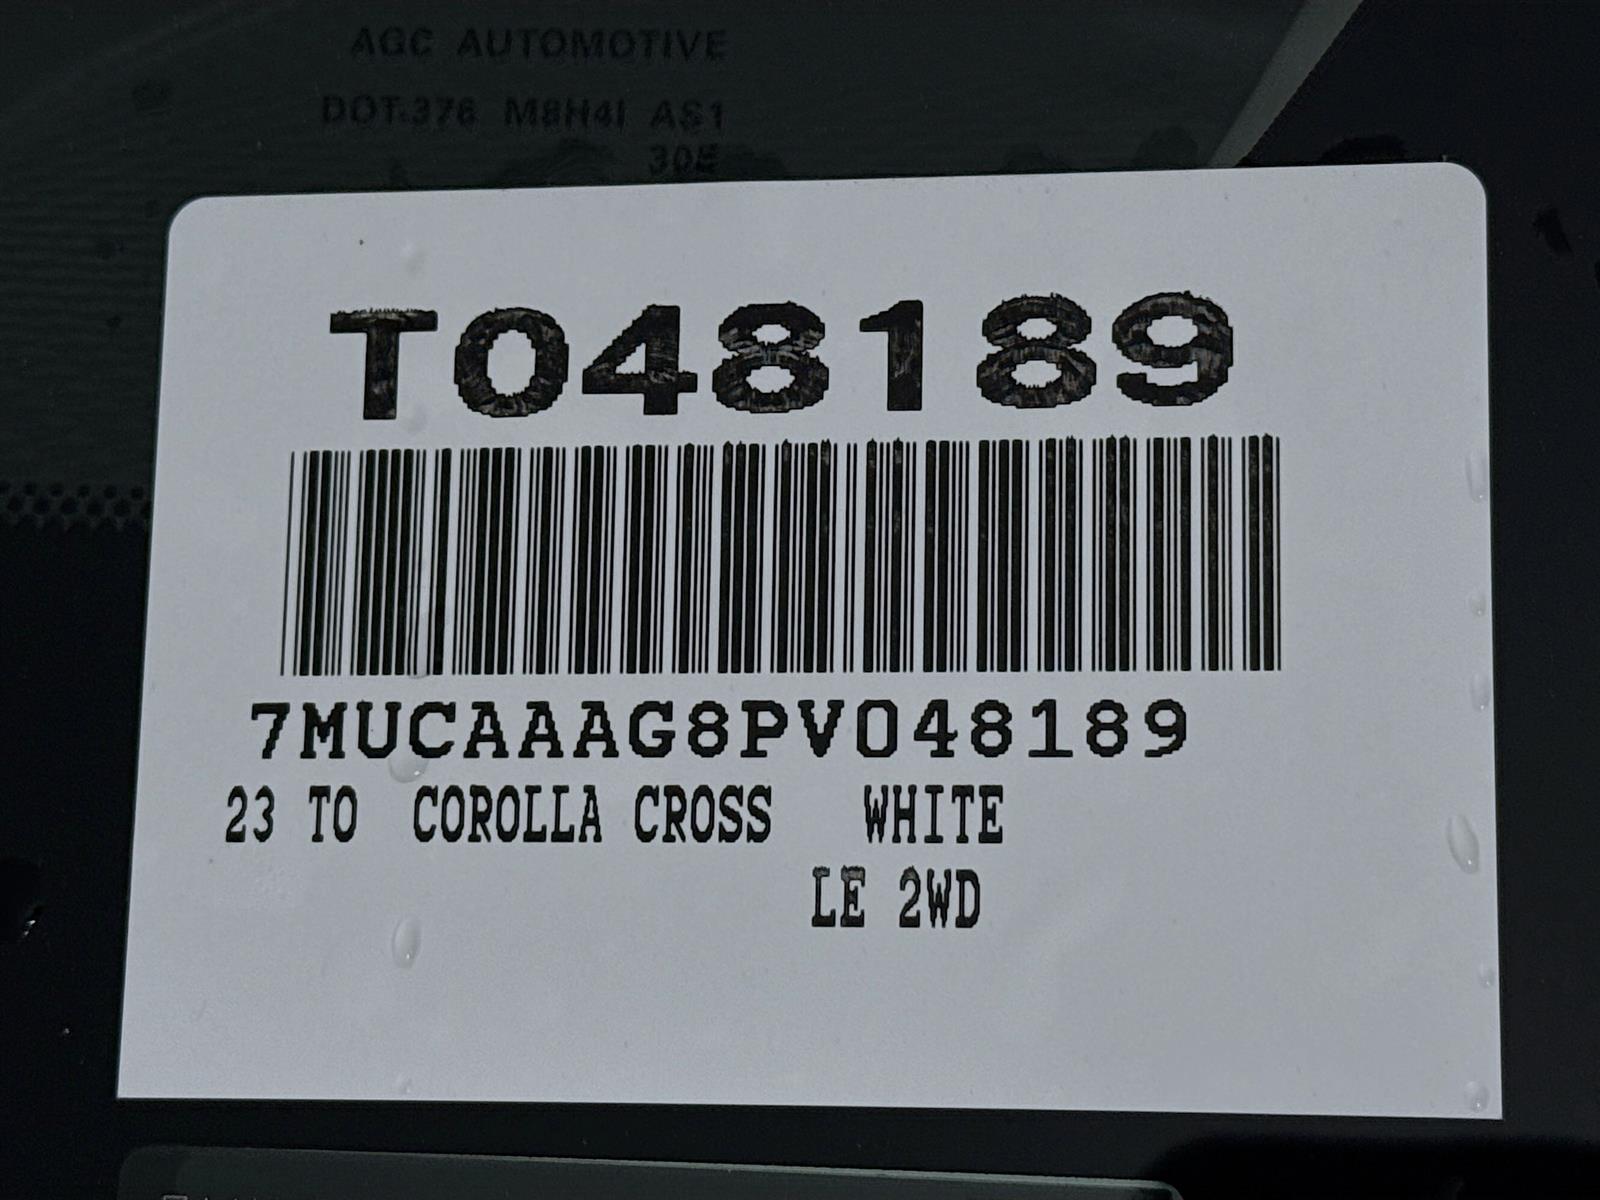 AGC AUTOMOTIVE
DOT-376 M8H4I AS1
30E
T048189
7MUCAAAG8PV048189
23 TO COROLLA CROSS WHITE
LE 2WD